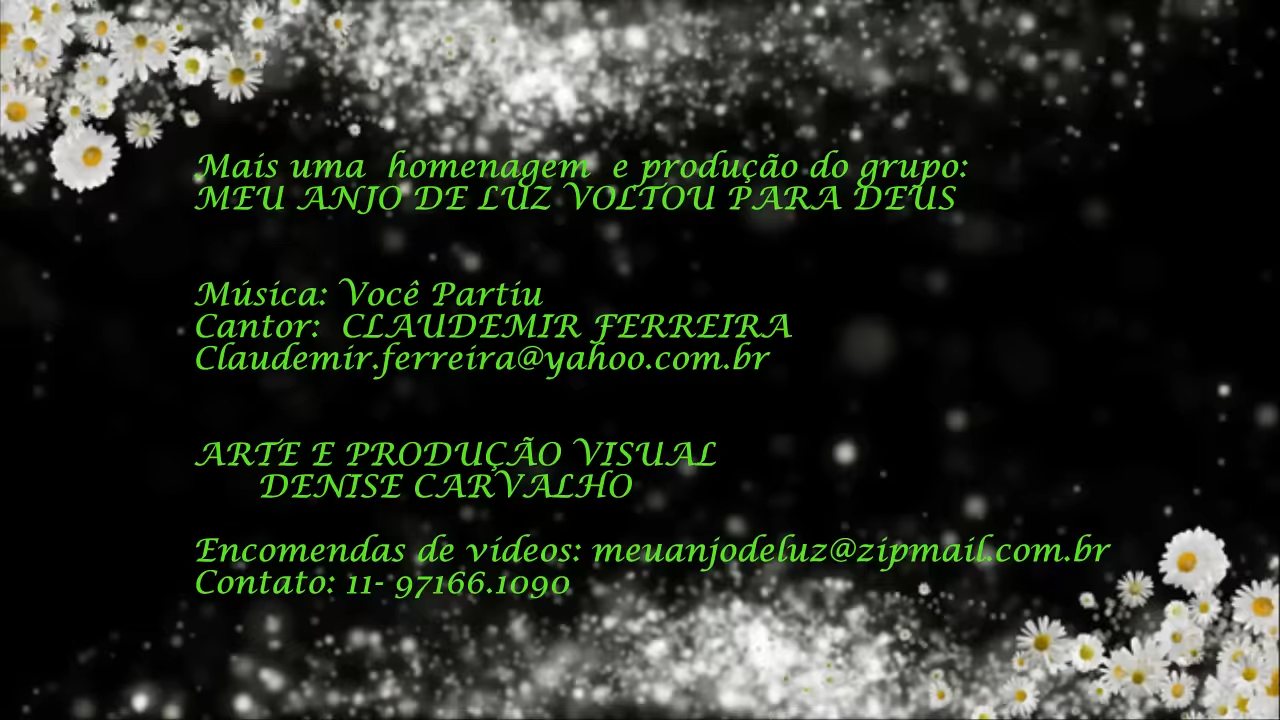 Mais uma homenagem e produção do grupo:
MEU ANJO DE LUZ VOLTOU PARA DEUS
Música: Você Partiu
Cantor: CLAUDEMIR FERREIRA
Claudemir.ferreira@yahoo.com.br
ARTE E PRODUÇÃO VISUAL
DENISE CARVALHO
Encomendas de vídeos: meuanjodeluz@zipmail.com.br
Contato: 11- 97166.1090